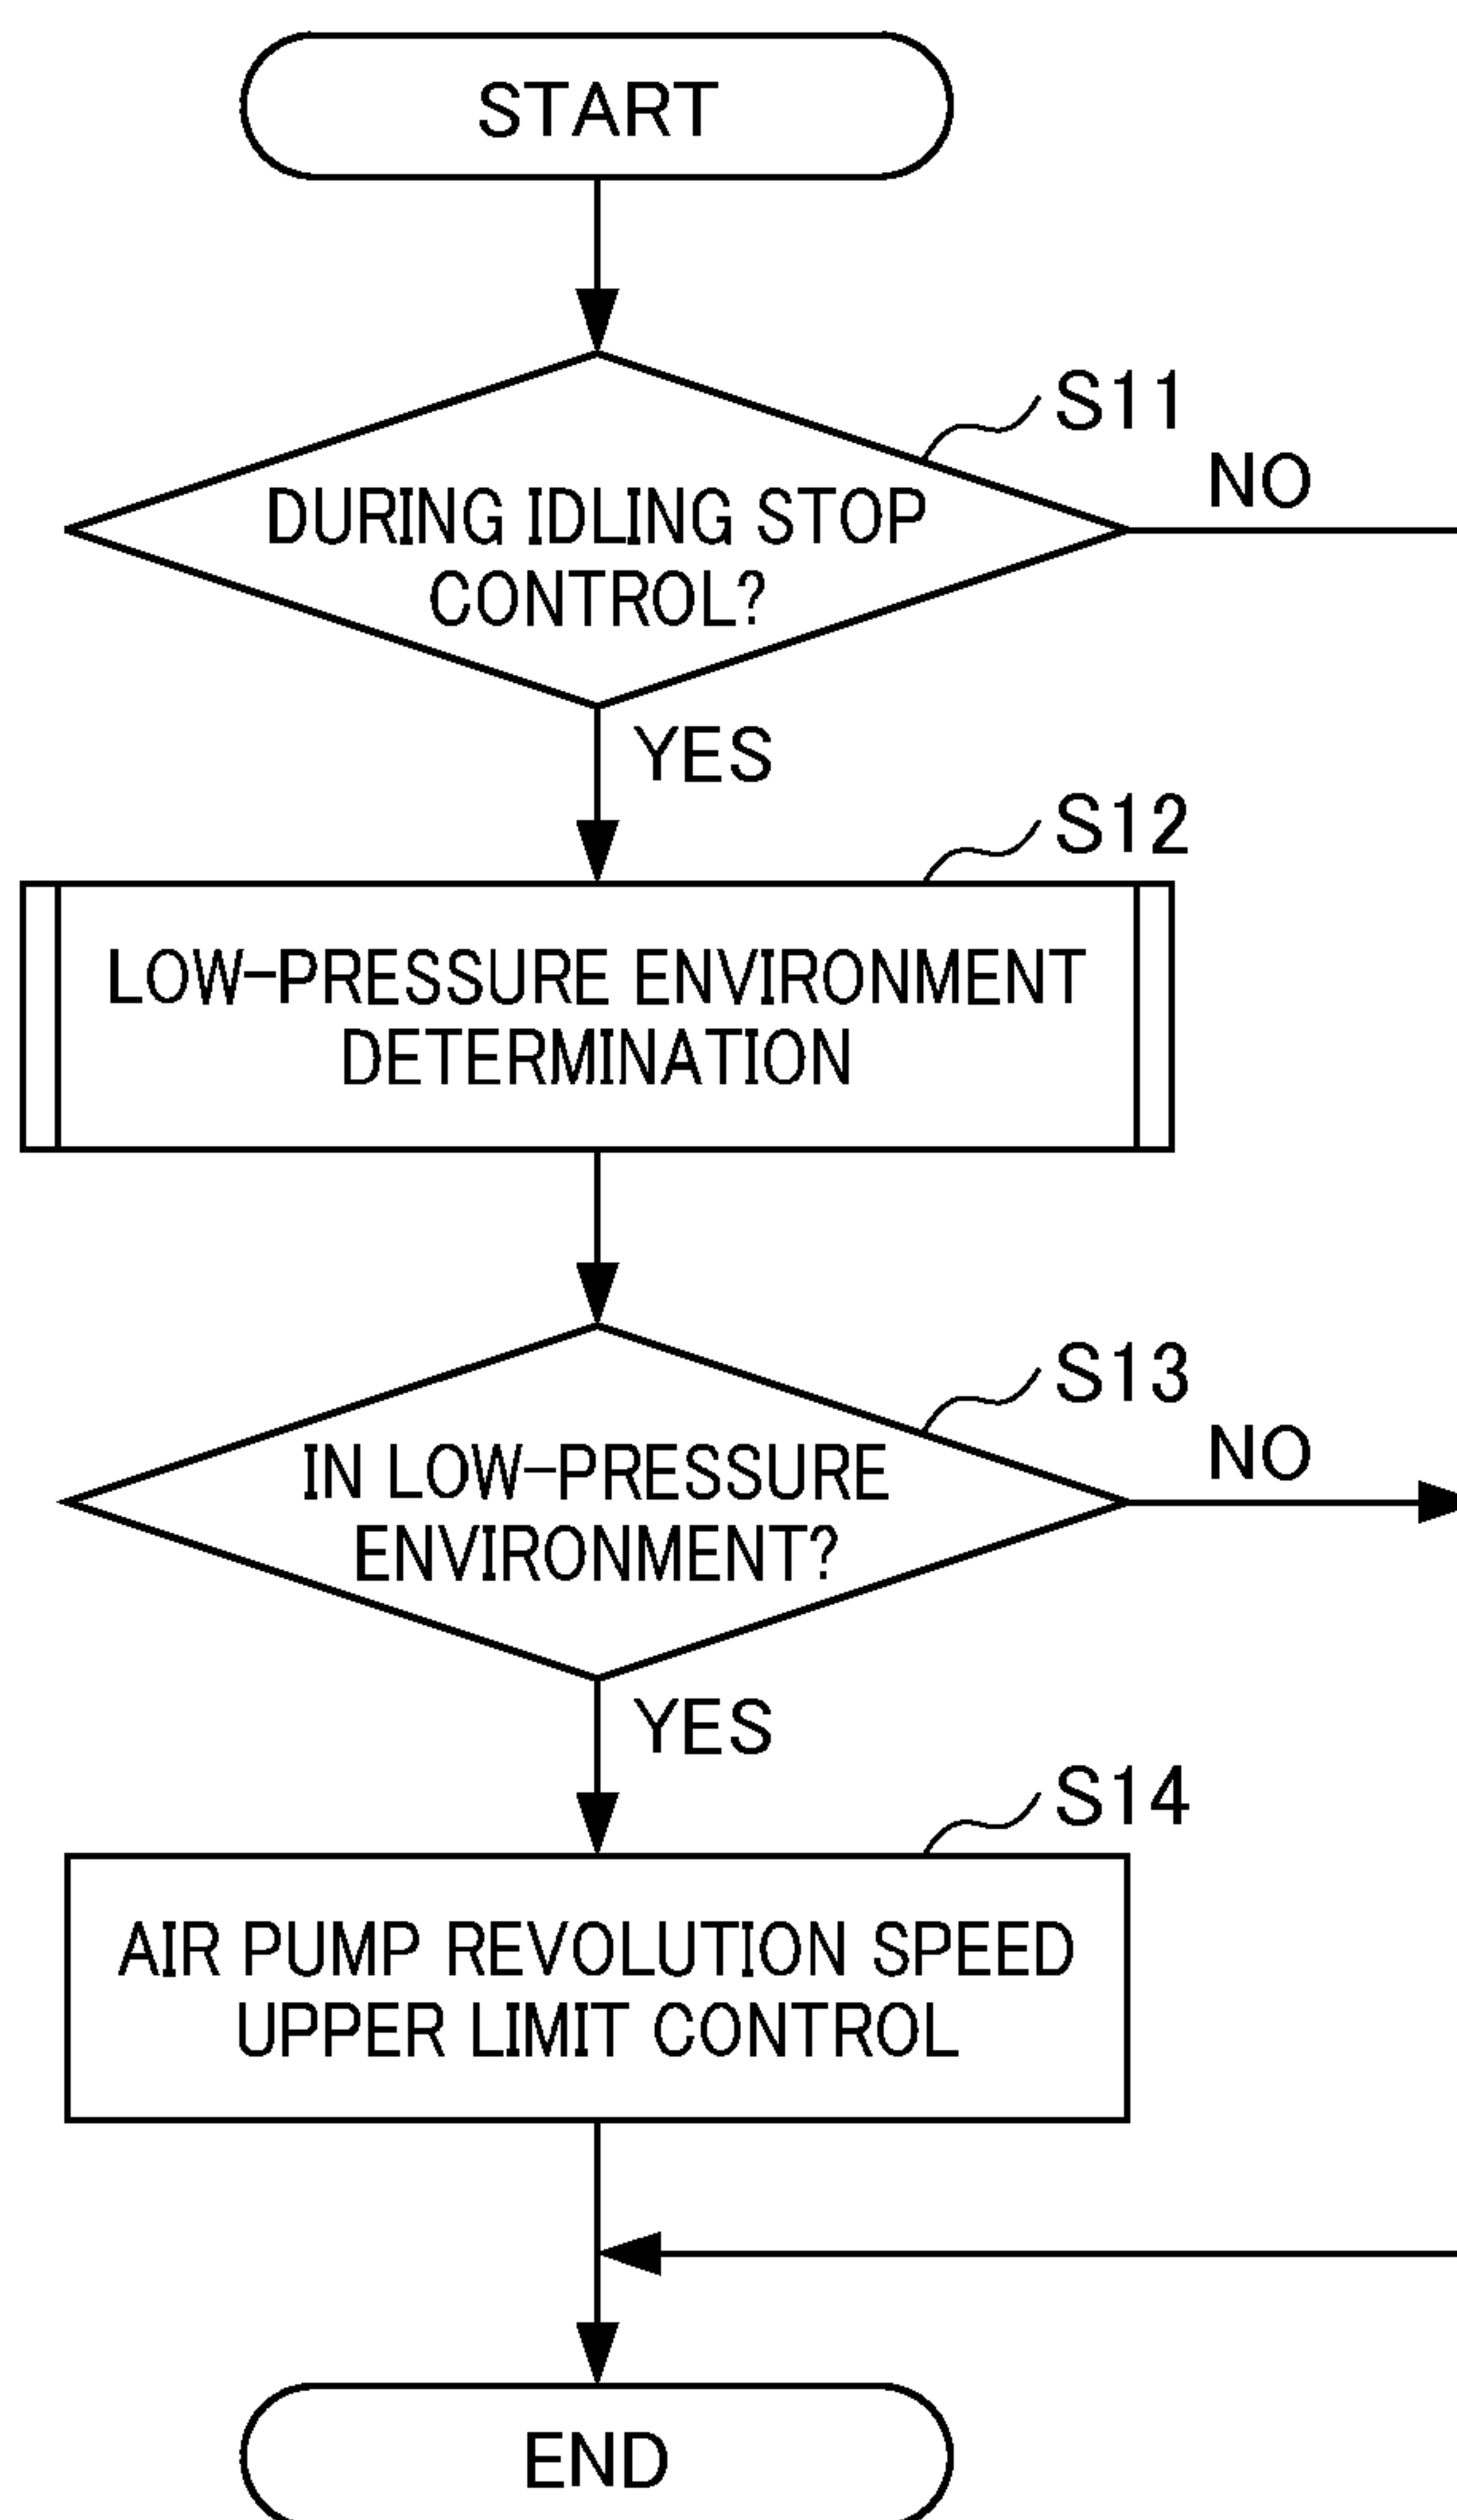 START
S11
NO
DURING IDLING STOP
CONTROL?
YES
S12
LOW-PRESSURE ENVIRONMENT
DETERMINATION
S13
NO
IN LOW-PRESSURE
ENVIRONMENT?
YES
S14
AIR PUMP REVOLUTION SPEED
UPPER LIMIT CONTROL
END